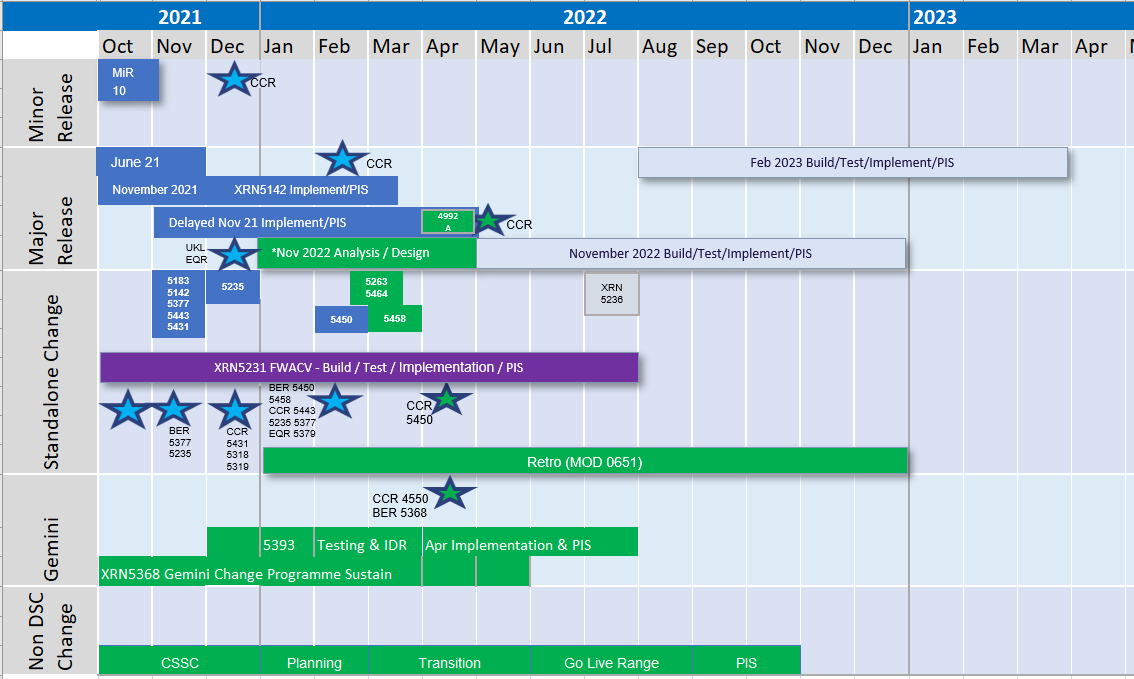 2021 2022 2023
Oct Nov Dec Jan Feb Mar Apr May Jun Jul Aug Sep Oct Nov Dec Jan Feb Mar Apr
Minor
Release
MiR
10
CCR
Major
Release
June 21
CCR
Feb 2023 Build/Test/Implement/PIS
November 2021 XRN5142 Implement/PIS
Delayed Nov 21 Implement/PIS
4992
A
CCR
UKL
EQR
*Nov 2022 Analysis / Design
November 2022 Build/Test/Implement/PIS
Standalone Change
5183
5142
5377
5443
5431
5235
5263
5464
5450
5458
XRN
5236
XRN5231 FWACV - Build / Test / Implementation / PIS
BER
5377
5235
CCR
5431
5318
5319
BER 5450
5458
CCR 5443
5235 5377
EQR 5379
CCR
5450
Retro (MOD 0651)
Gemini
CCR 4550
BER 5368
5393 Testing & IDR Apr Implementation & PIS
XRN5368 Gemini Change Programme Sustain
Non DSC
Change
CSSC Planning Transition Go Live Range PIS